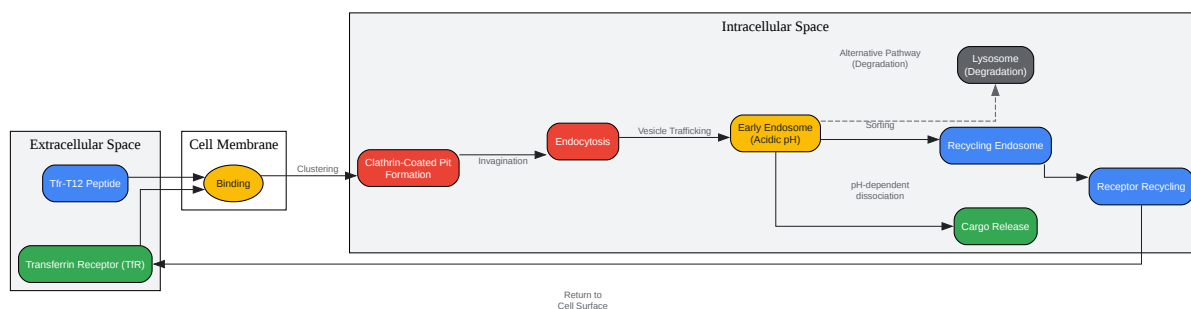 Intracellular Space
Alternative Pathway
(Degradation)
Lysosome
(Degradation)
Extracellular Space
Tfr-T12 Peptide
Transferrin Receptor (TfR)
Cell Membrane
Binding
Clustering
Clathrin-Coated Pit
Formation
Invagination
Endocytosis
Vesicle Trafficking
Early Endosome
(Acidic pH)
Sorting
Recycling Endosome
pH-dependent
dissociation
Cargo Release
Receptor Recycling
Return to
Cell Surface